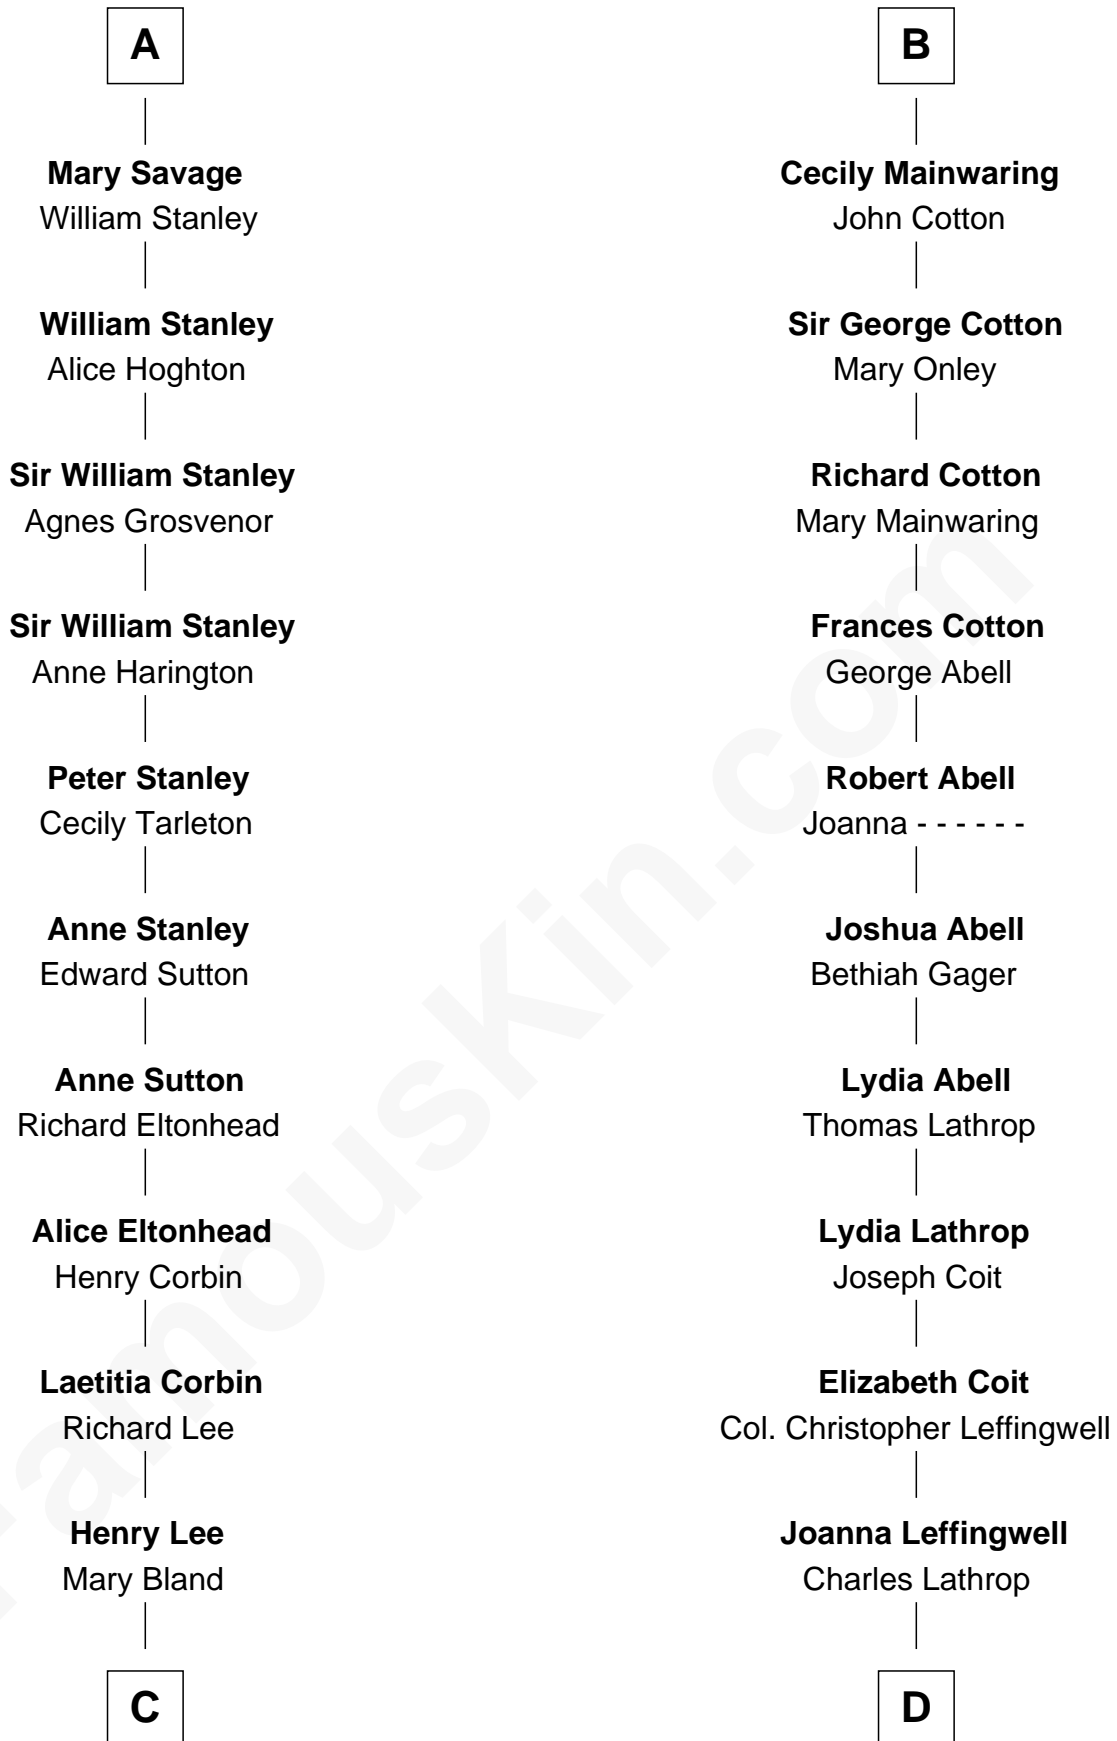 A
Mary Savage
William Stanley
William Stanley
Alice Hoghton
Sir William Stanley
Agnes Grosvenor
Sir William Stanley
Anne Harington
Peter Stanley
Cecily Tarleton
Anne Stanley
Edward Sutton
Anne Sutton
Richard Eltonhead
Alice Eltonhead
Henry Corbin
Laetitia Corbin
Richard Lee
Henry Lee
Mary Bland
C
B
Cecily Mainwaring
John Cotton
Sir George Cotton
Mary Onley
Richard Cotton
Mary Mainwaring
Frances Cotton
George Abell
Robert Abell
Joanna - - - - - -
Joshua Abell
Bethiah Gager
Lydia Abell
Thomas Lathrop
Lydia Lathrop
Joseph Coit
Elizabeth Coit
Col. Christopher Leffingwell
Joanna Leffingwell
Charles Lathrop
D
FamousKin.com